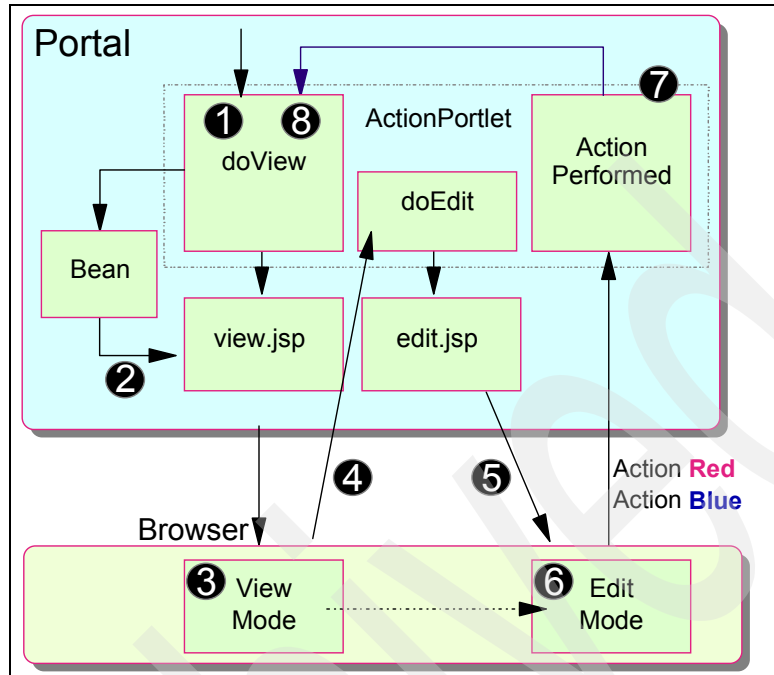 Portal
7
1
8
ActionPortlet
doView
Action
Performed
doEdit
Bean
view.jsp
edit.jsp
2
4
5
Action Red
Action Blue
Browser
3
View
Mode
6
Edit
Mode